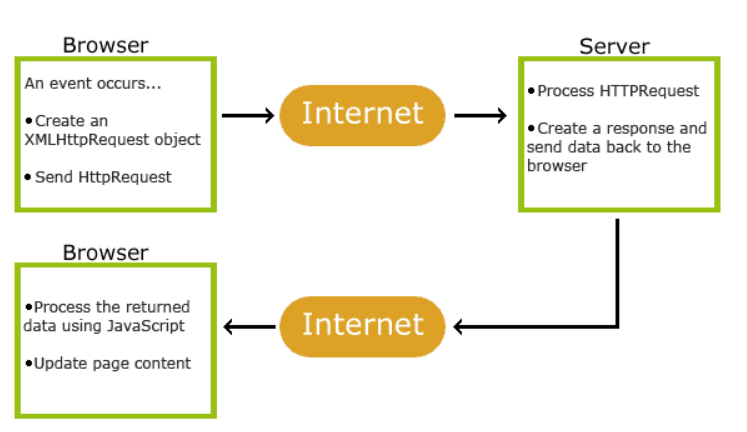 Browser
An event occurs...
•Create an
XMLHttpRequest object
• Send HttpRequest
Internet
Server
•Process HTTPRequest
•Create a response and
send data back to the
browser
Browser
•Process the returned
data using JavaScript
•Update page content
Internet